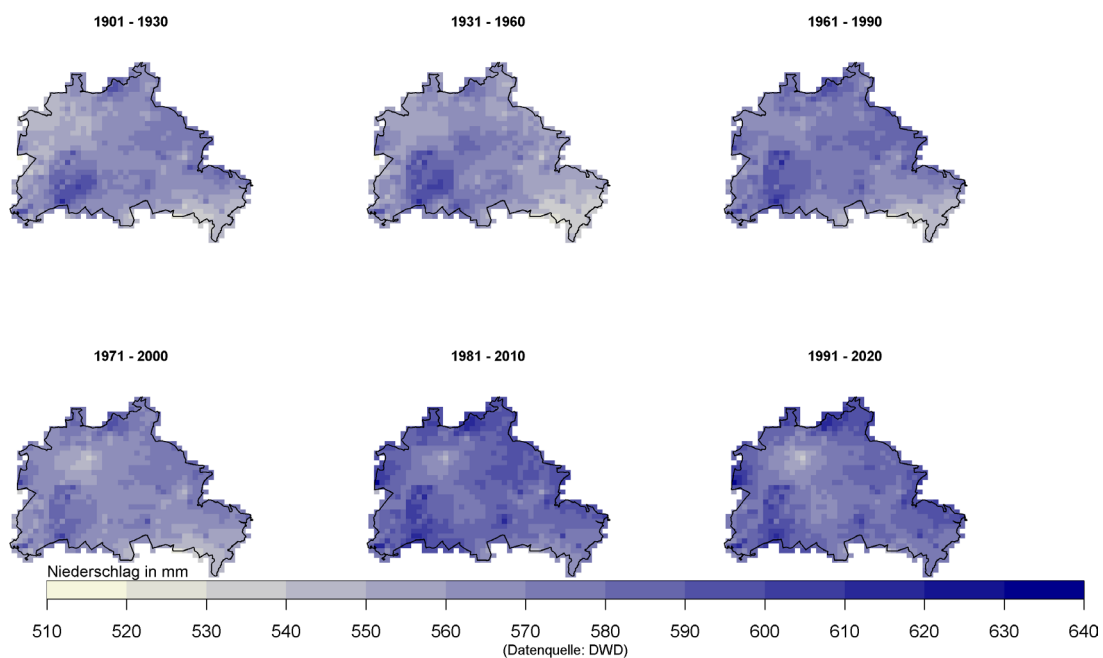 1901 - 1930 1931 - 1960 1961 - 1990
1971 - 2000 1981 - 2010 1991 - 2020
Niederschlag in mm
510 520 530 540 550 560 570 580 590 600 610 620 630 640
(Datenquelle: DWD)